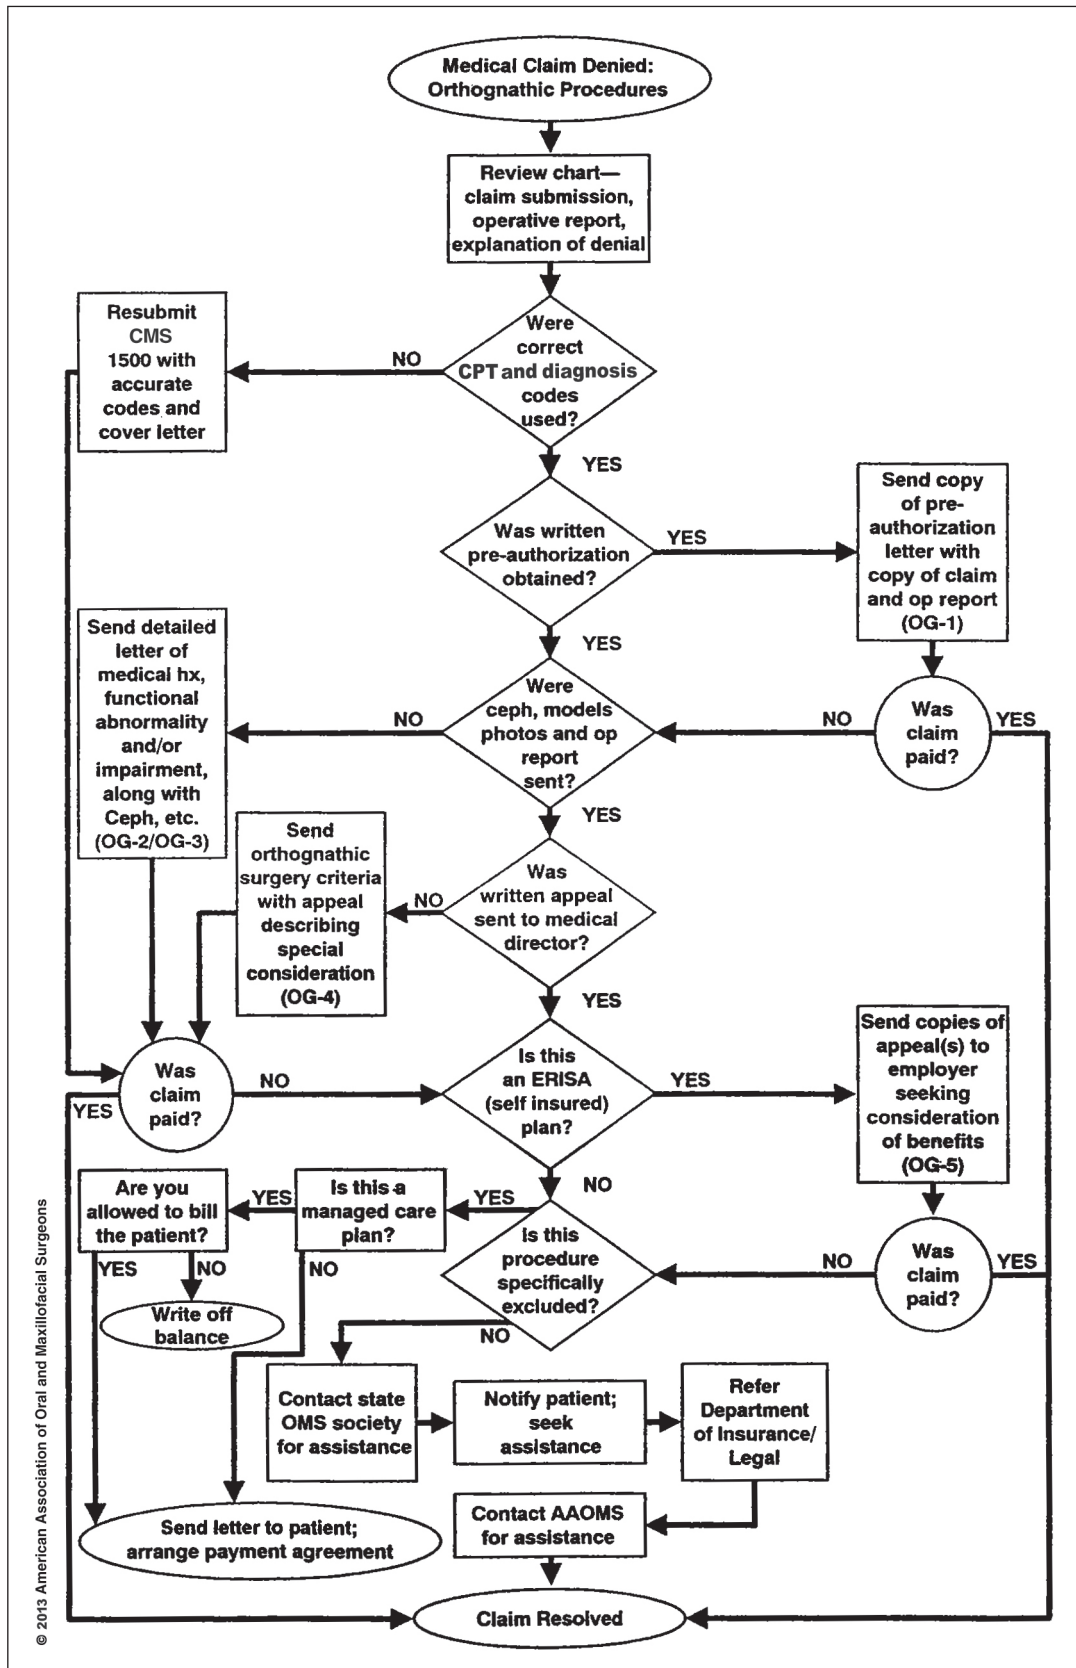 Medical Claim Denied:
Orthognathic Procedures
Review chart—
claim submission,
operative report,
explanation of denial
Were
correct
CPT and diagnosis
codes
used?
NO
Resubmit
CMS
1500 with
accurate
codes and
cover letter
YES
Was written
pre-authorization
obtained?
YES
Send copy
of pre-
authorization
letter with
copy of claim
and op report
(OG-1)
YES
Were
ceph, models
photos and op
report
sent?
NO
Was
claim
paid?
YES
NO
Send detailed
letter of
medical hx,
functional
abnormality
and/or
impairment,
along with
Ceph, etc.
(OG-2/OG-3)
YES
Was
written appeal
sent to medical
director?
NO
Send
orthognathic
surgery criteria
with appeal
describing
special
consideration
(OG-4)
YES
Was
claim
paid?
YES
NO
Is this
an ERISA
(self insured)
plan?
YES
Send copies of
appeal(s) to
employer
seeking
consideration
of benefits
(OG-5)
NO
Was
claim
paid?
YES
NO
Is this
procedure
specifically
excluded?
YES
Is this a
managed care
plan?
YES
Are you
allowed to bill
the patient?
YES
NO
NO
Write off
balance
NO
Contact state
OMS society
for assistance
Notify patient;
seek
assistance
Refer
Department
of Insurance/
Legal
Contact AAOMS
for assistance
Send letter to patient;
arrange payment agreement
Claim Resolved
© 2013 American Association of Oral and Maxillofacial Surgeons